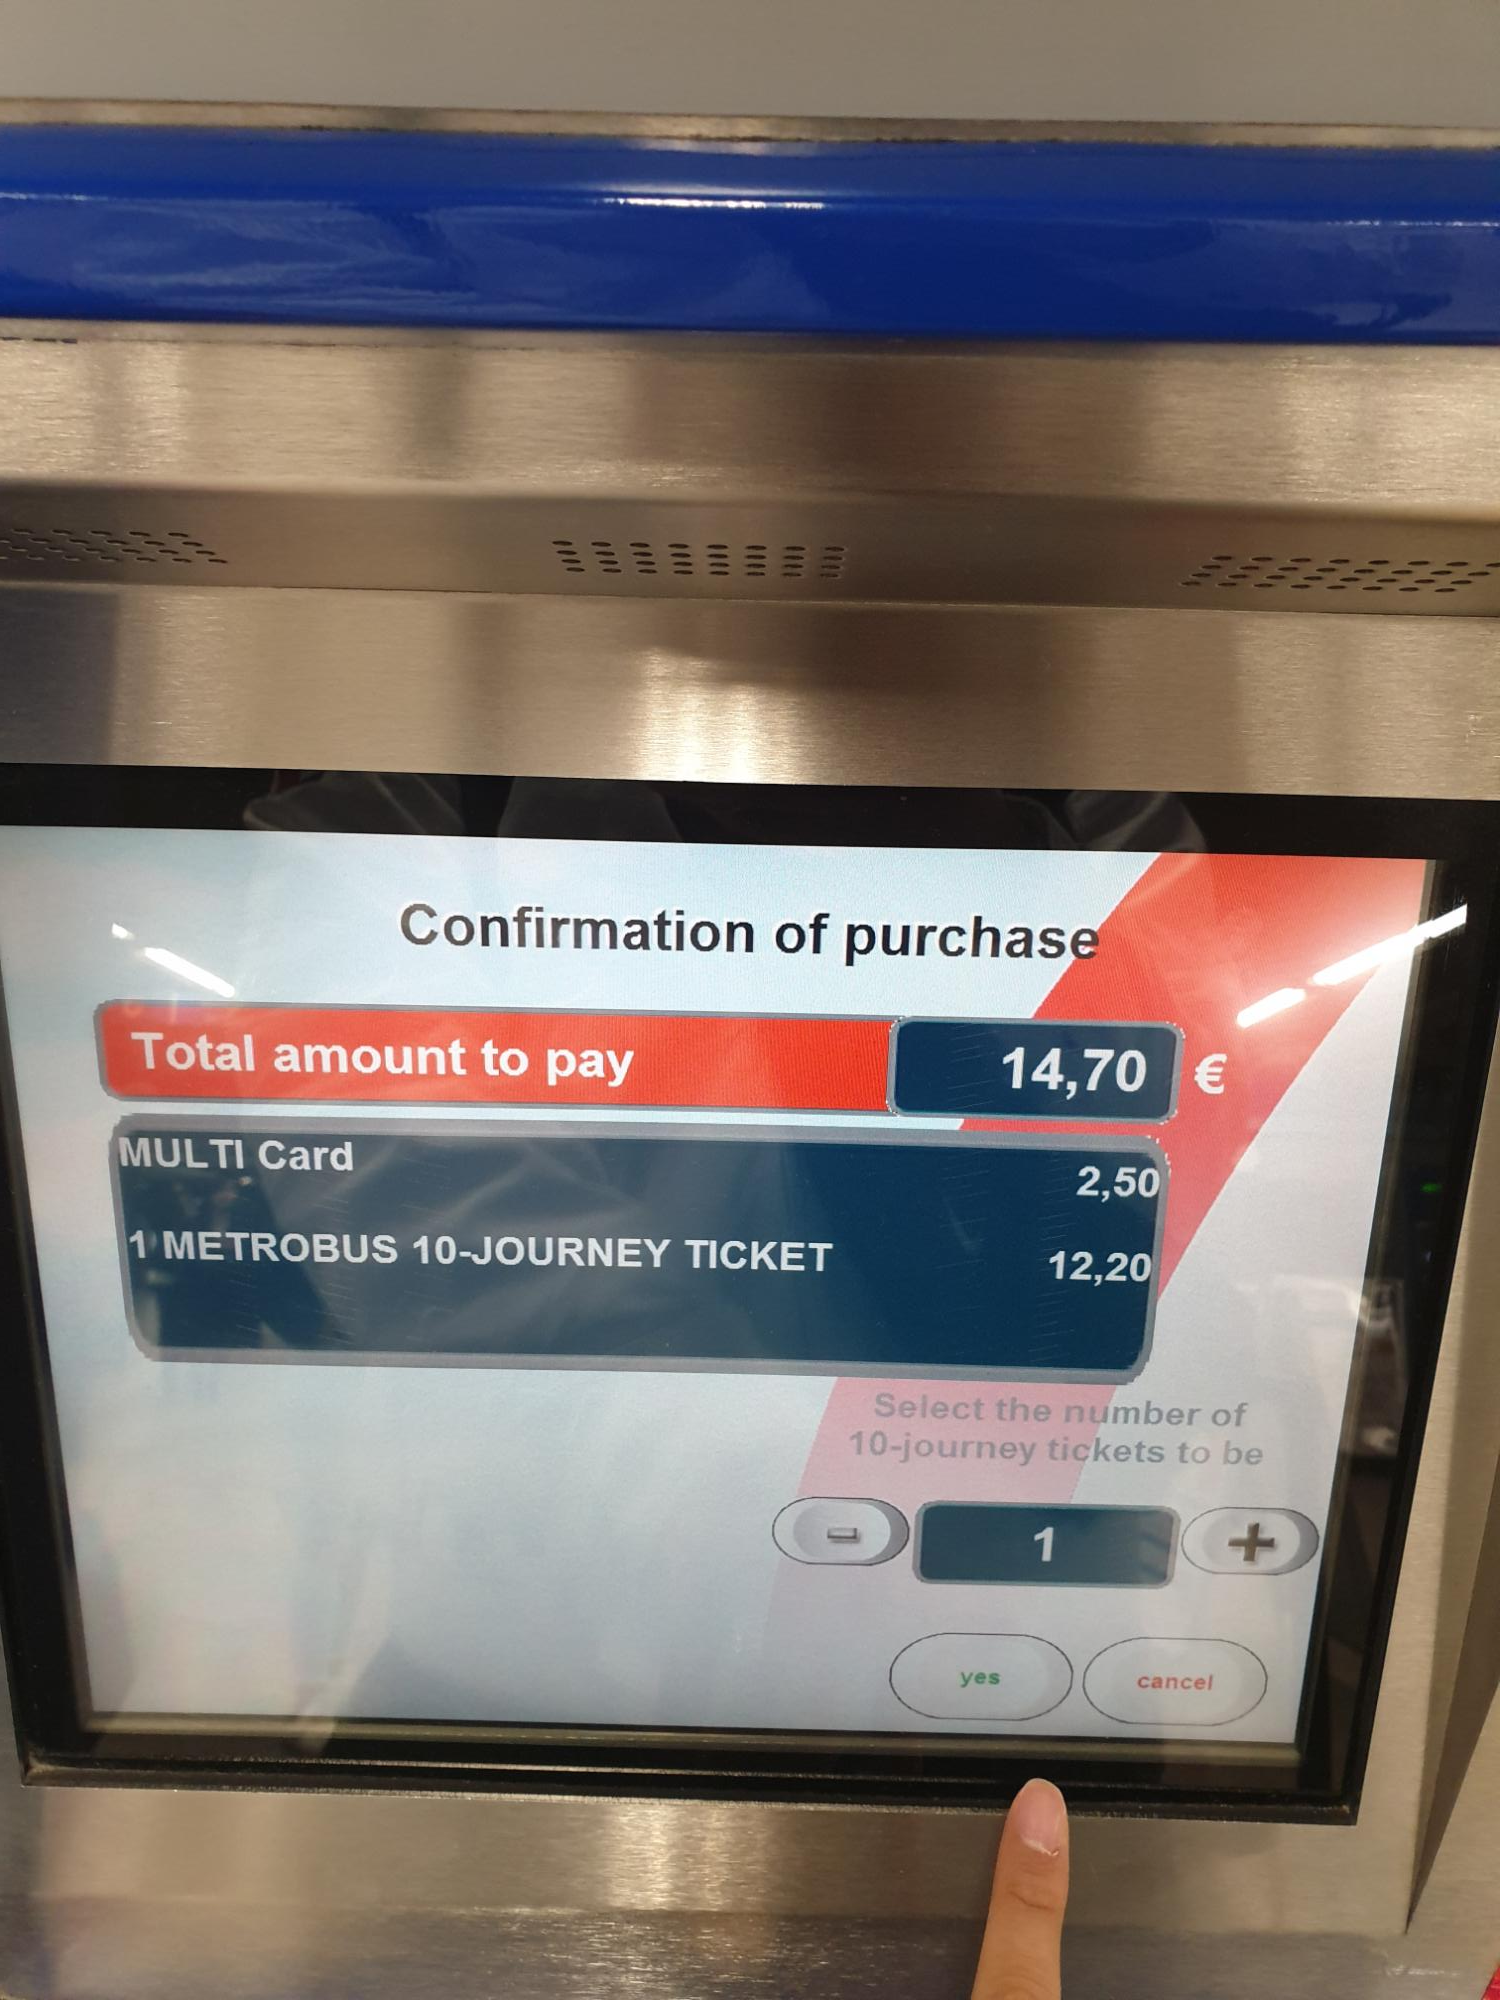 Confirmation of purchase
Total amount to pay 14,70 €
MULTI Card 2,50
1 METROBUS 10-JOURNEY TICKET 12,20
Select the number of
10-journey tickets to be
- 1 +
yes cancel